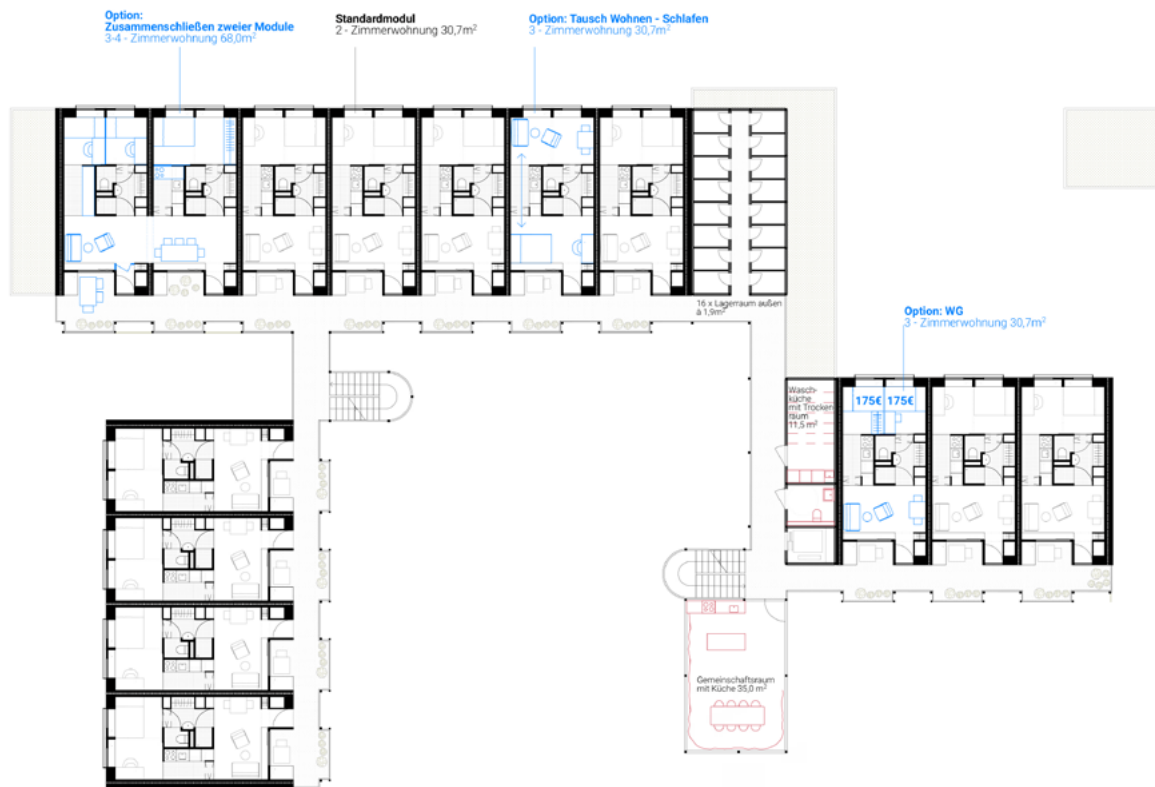 Option:
Zusammenschließen zweier Module
3-4 - Zimmerwohnung 68,0m²
Standardmodul
2 - Zimmerwohnung 30,7m²
Option: Tausch Wohnen - Schlafen
3 - Zimmerwohnung 30,7m²
16 x Lagerraum außen
à 1,9m²
Option: WG
3 - Zimmerwohnung 30,7m²
Wasch-
küche
mit Trocken
raum
11,5 m²
175€ 175€
Gemeinschaftsraum
mit Küche 35,0 m²